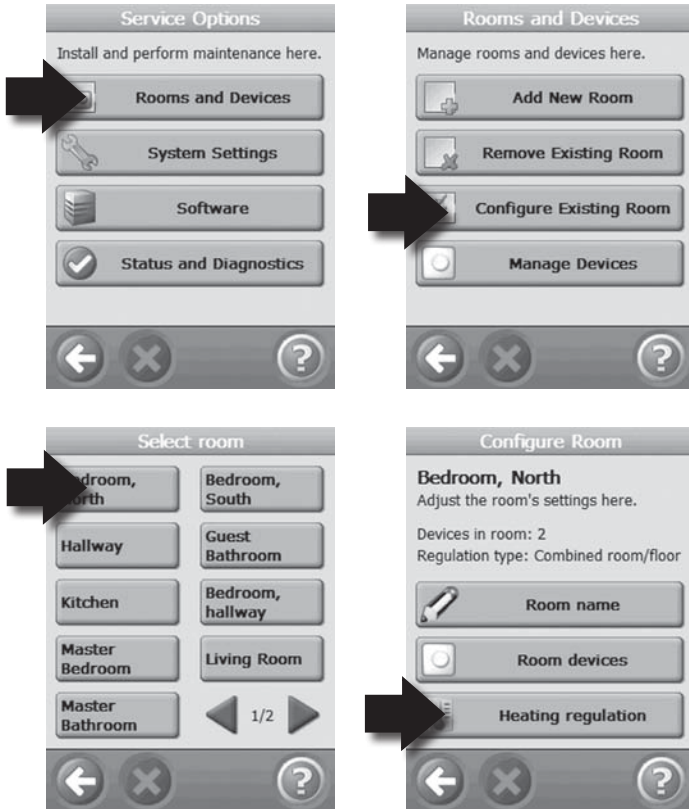 Service Options
Install and perform maintenance here.
Rooms and Devices
System Settings
Software
Status and Diagnostics
?
Rooms and Devices
Manage rooms and devices here.
Add New Room
Remove Existing Room
Configure Existing Room
Manage Devices
?
Select room
droom,
orth
Bedroom,
South
Hallway
Guest
Bathroom
Kitchen
Bedroom,
hallway
Master
Bedroom
Living Room
Master
Bathroom
1/2
?
Configure Room
Bedroom, North
Adjust the room's settings here.
Devices in room: 2
Regulation type: Combined room/floor
Room name
Room devices
Heating regulation
?